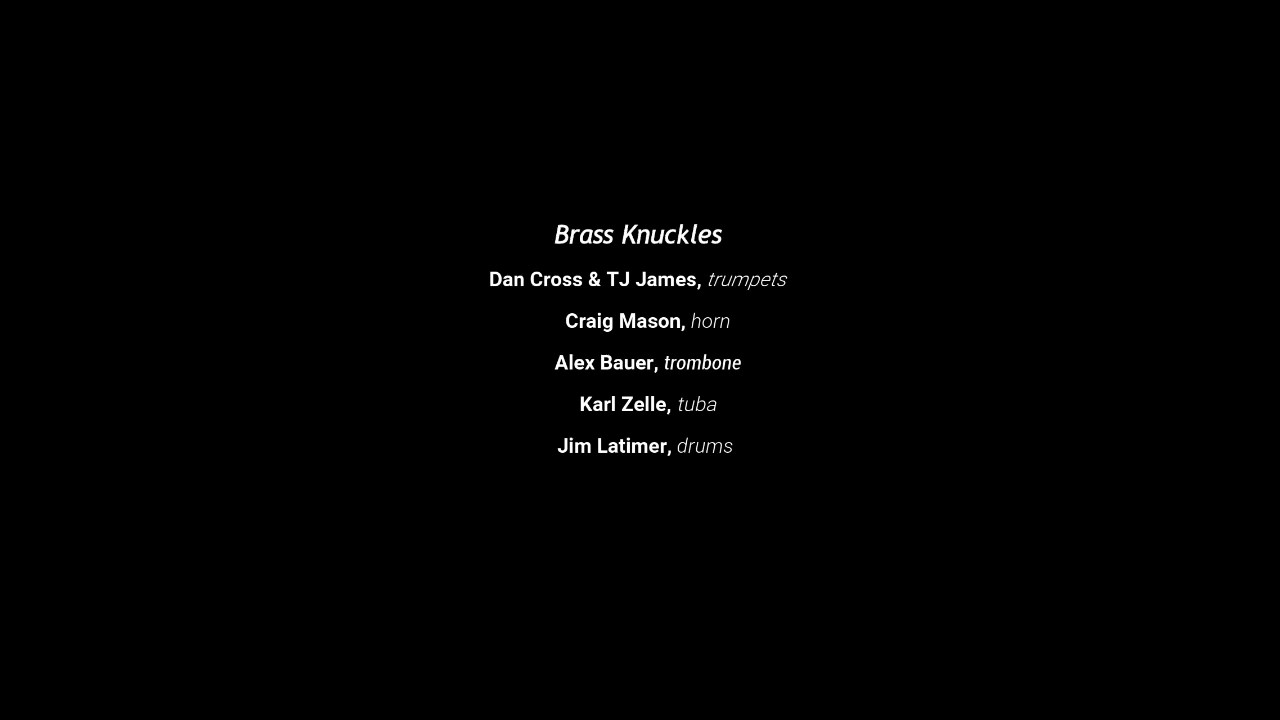 Brass Knuckles
Dan Cross & TJ James, trumpets
Craig Mason, horn
Alex Bauer, trombone
Karl Zelle, tuba
Jim Latimer, drums